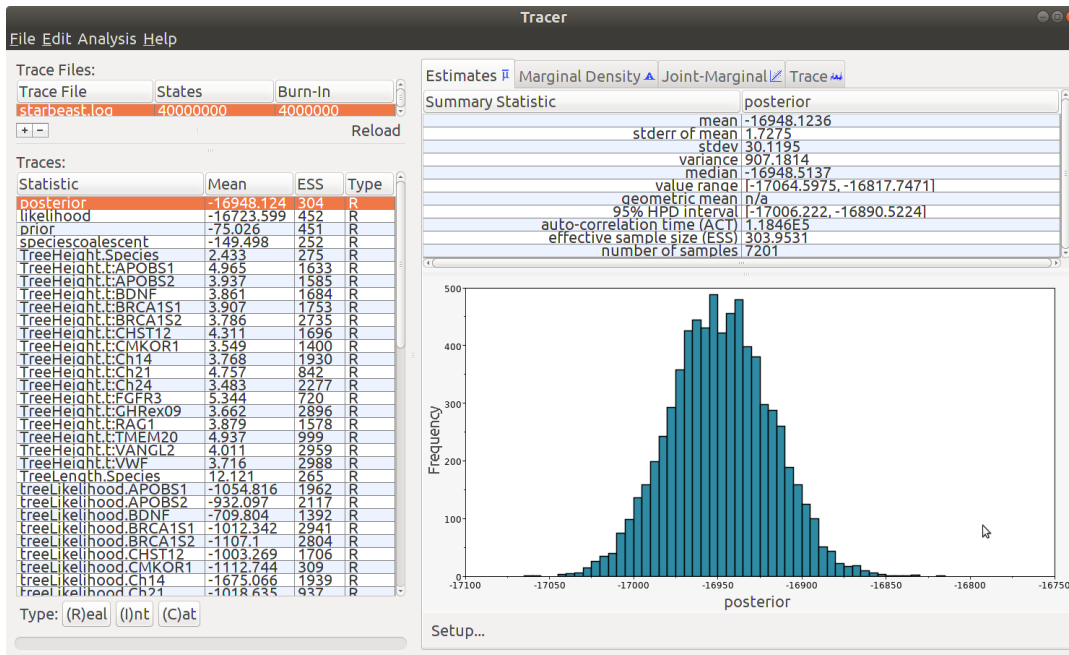 Tracer
File Edit Analysis Help
Trace Files:
Trace File States Burn-In
starbeast.log 40000000 4000000
+ − Reload
Traces:
Statistic Mean ESS Type
posterior -16948.124 304 R
likelihood -16723.599 452 R
prior -75.026 451 R
speciescoalescent -149.498 252 R
TreeHeight.Species 2.433 275 R
TreeHeight.t:APOBS1 4.965 1633 R
TreeHeight.t:APOBS2 3.937 1585 R
TreeHeight.t:BDNF 3.861 1684 R
TreeHeight.t:BRCA1S1 3.907 1753 R
TreeHeight.t:BRCA1S2 3.786 2735 R
TreeHeight.t:CHST12 4.311 1696 R
TreeHeight.t:CMKOR1 3.549 1400 R
TreeHeight.t:Ch14 3.768 1930 R
TreeHeight.t:Ch21 4.757 842 R
TreeHeight.t:Ch24 3.483 2277 R
TreeHeight.t:FGFR3 5.344 720 R
TreeHeight.t:GHRex09 3.662 2896 R
TreeHeight.t:RAG1 3.879 1578 R
TreeHeight.t:TMEM20 4.937 999 R
TreeHeight.t:VANGL2 4.011 2959 R
TreeHeight.t:VWF 3.716 2988 R
TreeLength.Species 12.121 265 R
treeLikelihood.APOBS1 -1054.816 1962 R
treeLikelihood.APOBS2 -932.097 2117 R
treeLikelihood.BDNF -709.804 1392 R
treeLikelihood.BRCA1S1 -1012.342 2941 R
treeLikelihood.BRCA1S2 -1107.1 2804 R
treeLikelihood.CHST12 -1003.269 1706 R
treeLikelihood.CMKOR1 -1112.744 309 R
treeLikelihood.Ch14 -1675.066 1939 R
treeLikelihood.Ch21 -1018.635 937 R
Type: (R)eal (I)nt (C)at
Estimates Marginal Density Joint-Marginal Trace
Summary Statistic posterior
mean -16948.1236
stderr of mean 1.7275
stdev 30.1195
variance 907.1814
median -16948.5137
value range [-17064.5975, -16817.7471]
geometric mean n/a
95% HPD interval [-17006.222, -16890.5224]
auto-correlation time (ACT) 1.1846E5
effective sample size (ESS) 303.9531
number of samples 7201
500
400
300
200
100
0
Frequency
-17100 -17050 -17000 -16950 -16900 -16850 -16800 -16750
posterior
Setup...